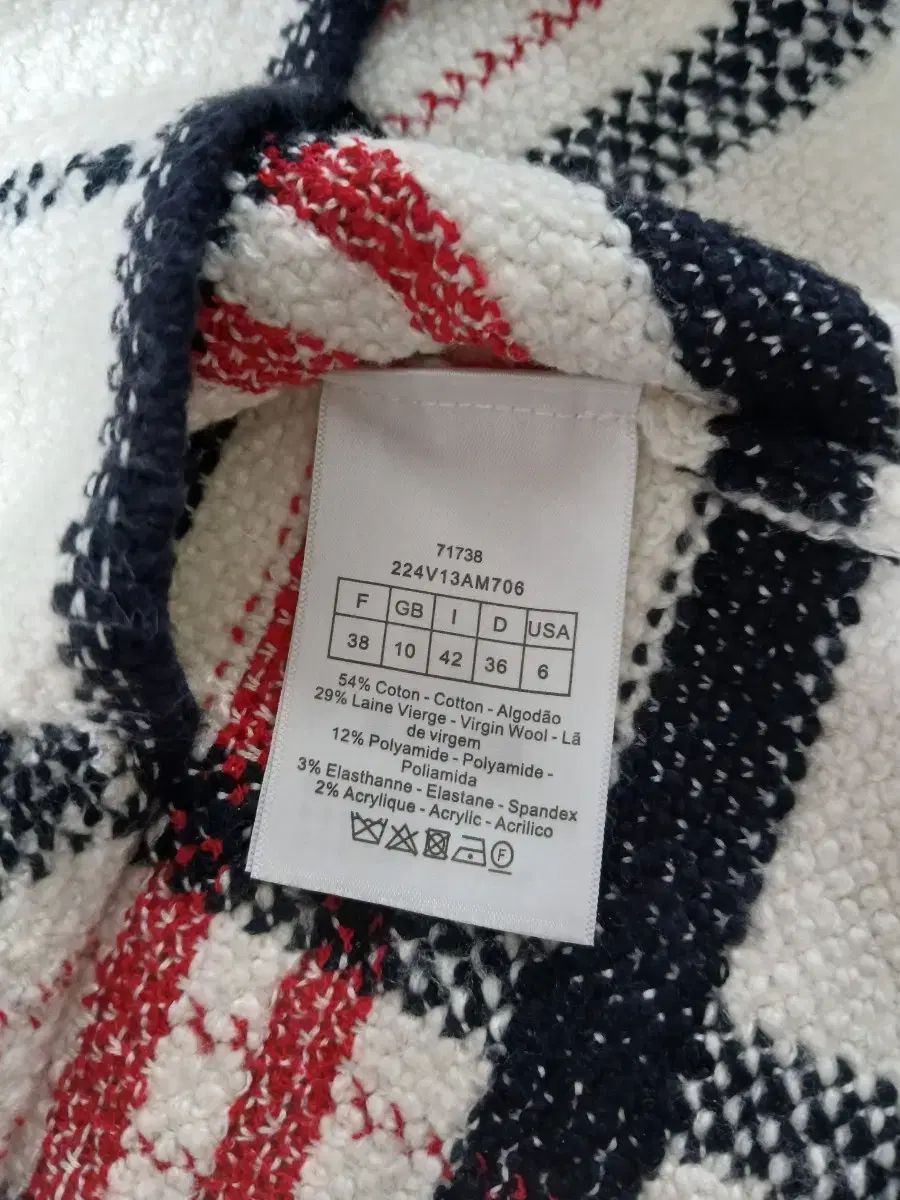 71738
224V13AM706
F GB I D USA
38 10 42 36 6
54% Coton - Cotton - Algodão
29% Laine Vierge - Virgin Wool - Lã
de virgem
12% Polyamide - Polyamide -
Poliamida
3% Elasthanne - Elastane - Spandex
2% Acrylique - Acrylic - Acrilico
F